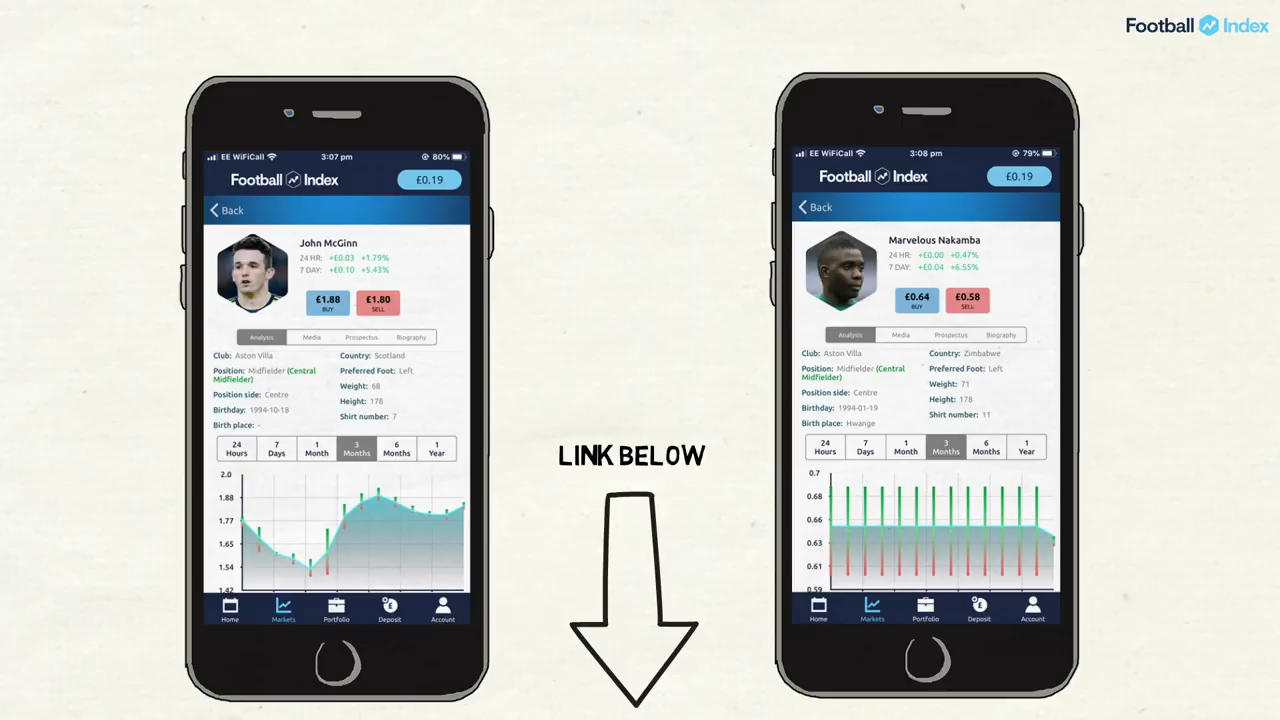 Football Index
EE WiFiCall 3:07 pm 80%
Football Index £0.19
Back
John McGinn
24 HR: +£0.03 +1.79%
7 DAY: +£0.10 +5.43%
£1.88 £1.80
BUY SELL
Analysis Media Prospectus Biography
Club: Aston Villa Country: Scotland
Position: Midfielder (Central Midfielder) Preferred Foot: Left
Weight: 68
Position side: Centre Height: 178
Birthday: 1994-10-18 Shirt number: 7
Birth place: -
24 Hours 7 Days 1 Month 3 Months 6 Months 1 Year
2.0
1.88
1.77
1.65
1.54
1.42
Home Markets Portfolio Deposit Account
LINK BELOW
EE WiFiCall 3:08 pm 79%
Football Index £0.19
Back
Marvelous Nakamba
24 HR: +£0.00 +0.47%
7 DAY: +£0.04 +6.55%
£0.64 £0.58
BUY SELL
Analysis Media Prospectus Biography
Club: Aston Villa Country: Zimbabwe
Position: Midfielder (Central Midfielder) Preferred Foot: Left
Weight: 71
Position side: Centre Height: 178
Birthday: 1994-01-19 Shirt number: 11
Birth place: Hwange
24 Hours 7 Days 1 Month 3 Months 6 Months 1 Year
0.7
0.68
0.66
0.63
0.61
0.59
Home Markets Portfolio Deposit Account